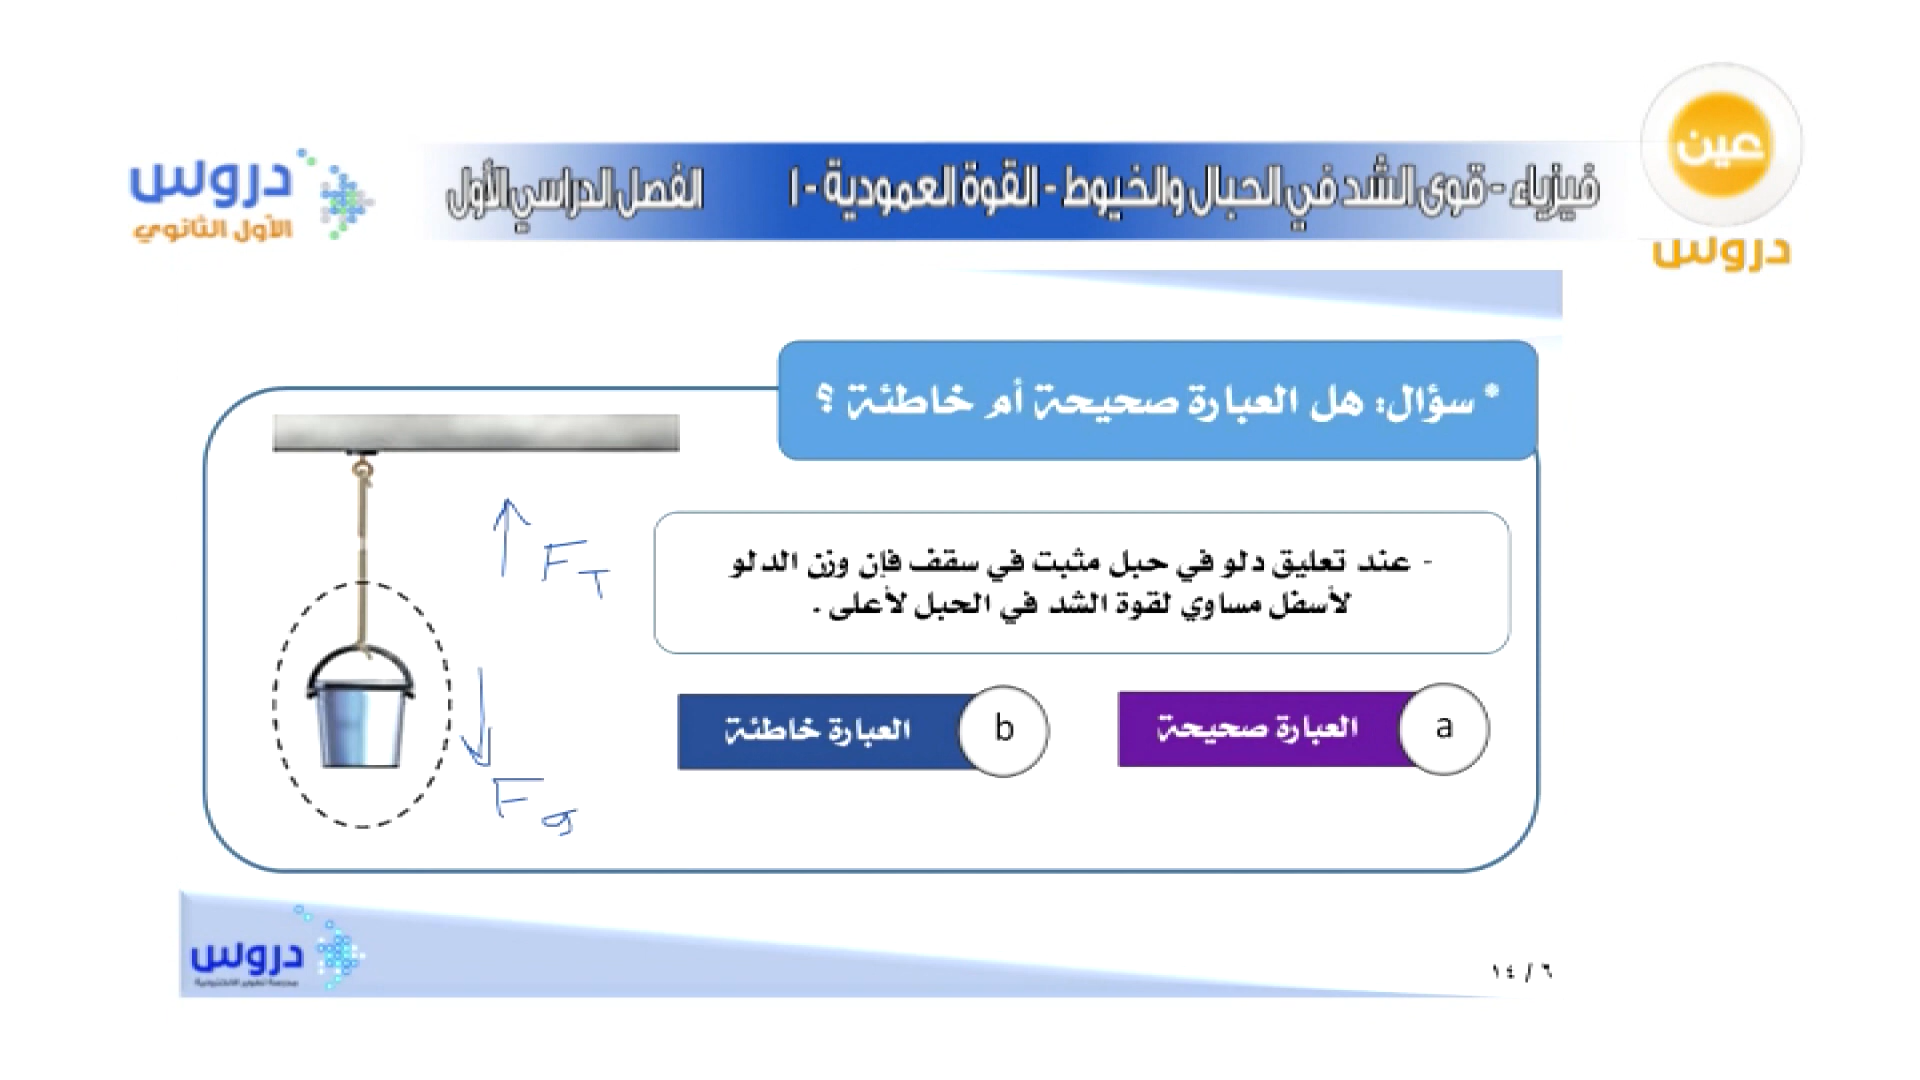 عين
دروس
فيزياء - قوى الشد في الحبال والخيوط - القوة العمودية - ١
الفصل الدراسي الأول
دروس
الأول الثانوي
* سؤال: هل العبارة صحيحة أم خاطئة ؟
- عند تعليق دلو في حبل مثبت في سقف فإن وزن الدلو
لأسفل مساوي لقوة الشد في الحبل لأعلى .
a العبارة صحيحة
b العبارة خاطئة
F_T
F_g
دروس
١٤ / ٦